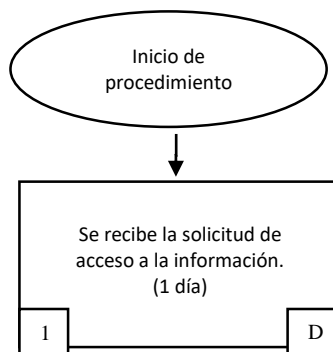 Inicio de
procedimiento
Se recibe la solicitud de
acceso a la información.
(1 día)
1
D